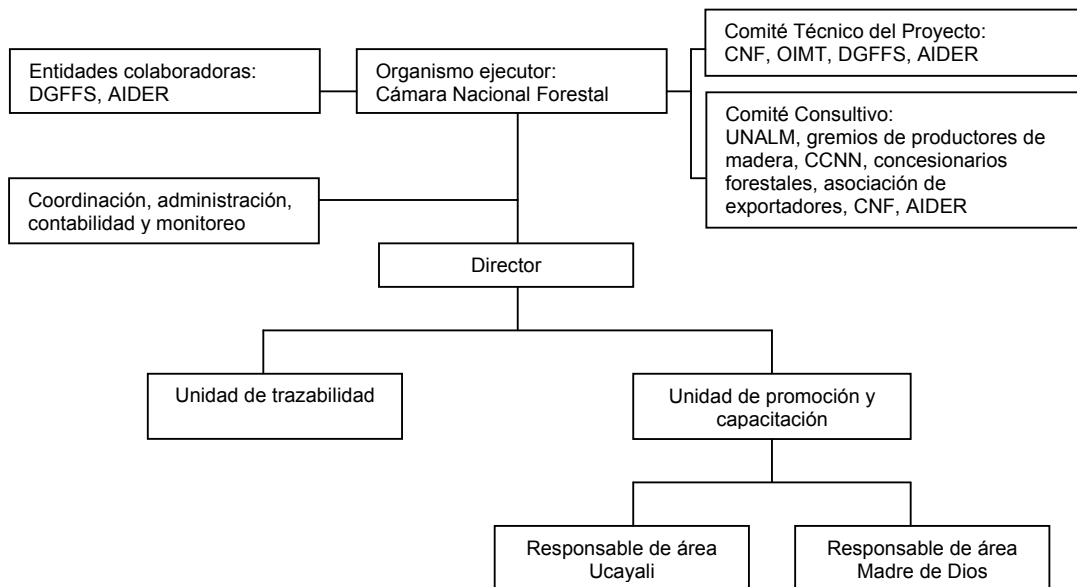 Entidades colaboradoras:
DGFFS, AIDER
Organismo ejecutor:
Cámara Nacional Forestal
Comité Técnico del Proyecto:
CNF, OIMT, DGFFS, AIDER
Comité Consultivo:
UNALM, gremios de productores de
madera, CCNN, concesionarios
forestales, asociación de
exportadores, CNF, AIDER
Coordinación, administración,
contabilidad y monitoreo
Director
Unidad de trazabilidad
Unidad de promoción y
capacitación
Responsable de área
Ucayali
Responsable de área
Madre de Dios